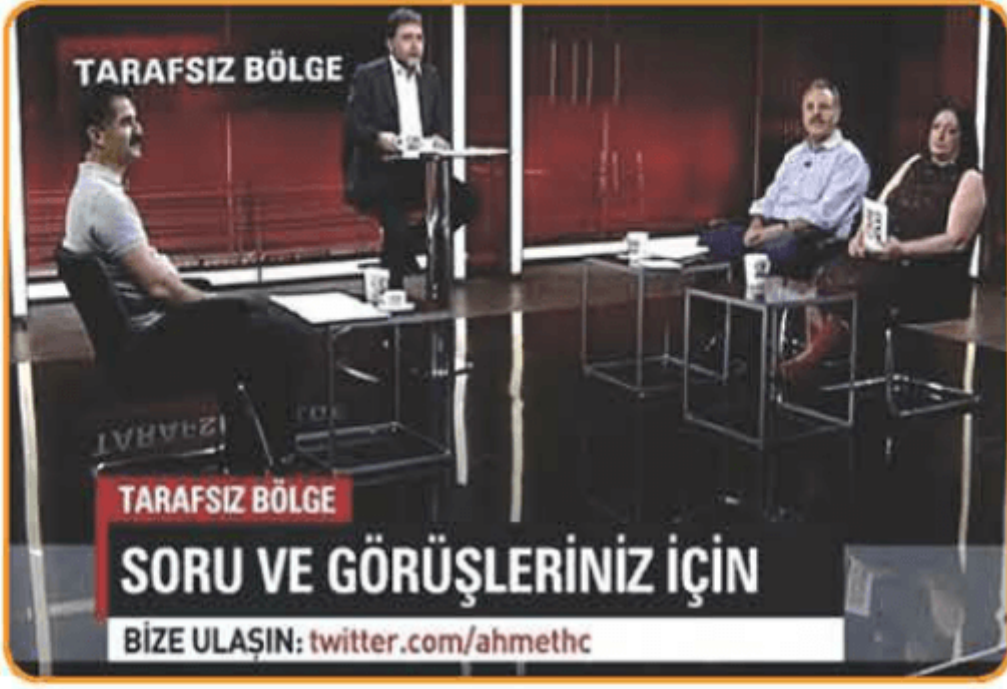 TARAFSIZ BÖLGE
TARAFSIZ BÖLGE
SORU VE GÖRÜŞLERİNİZ İÇİN
BİZE ULAŞIN: twitter.com/ahmethc